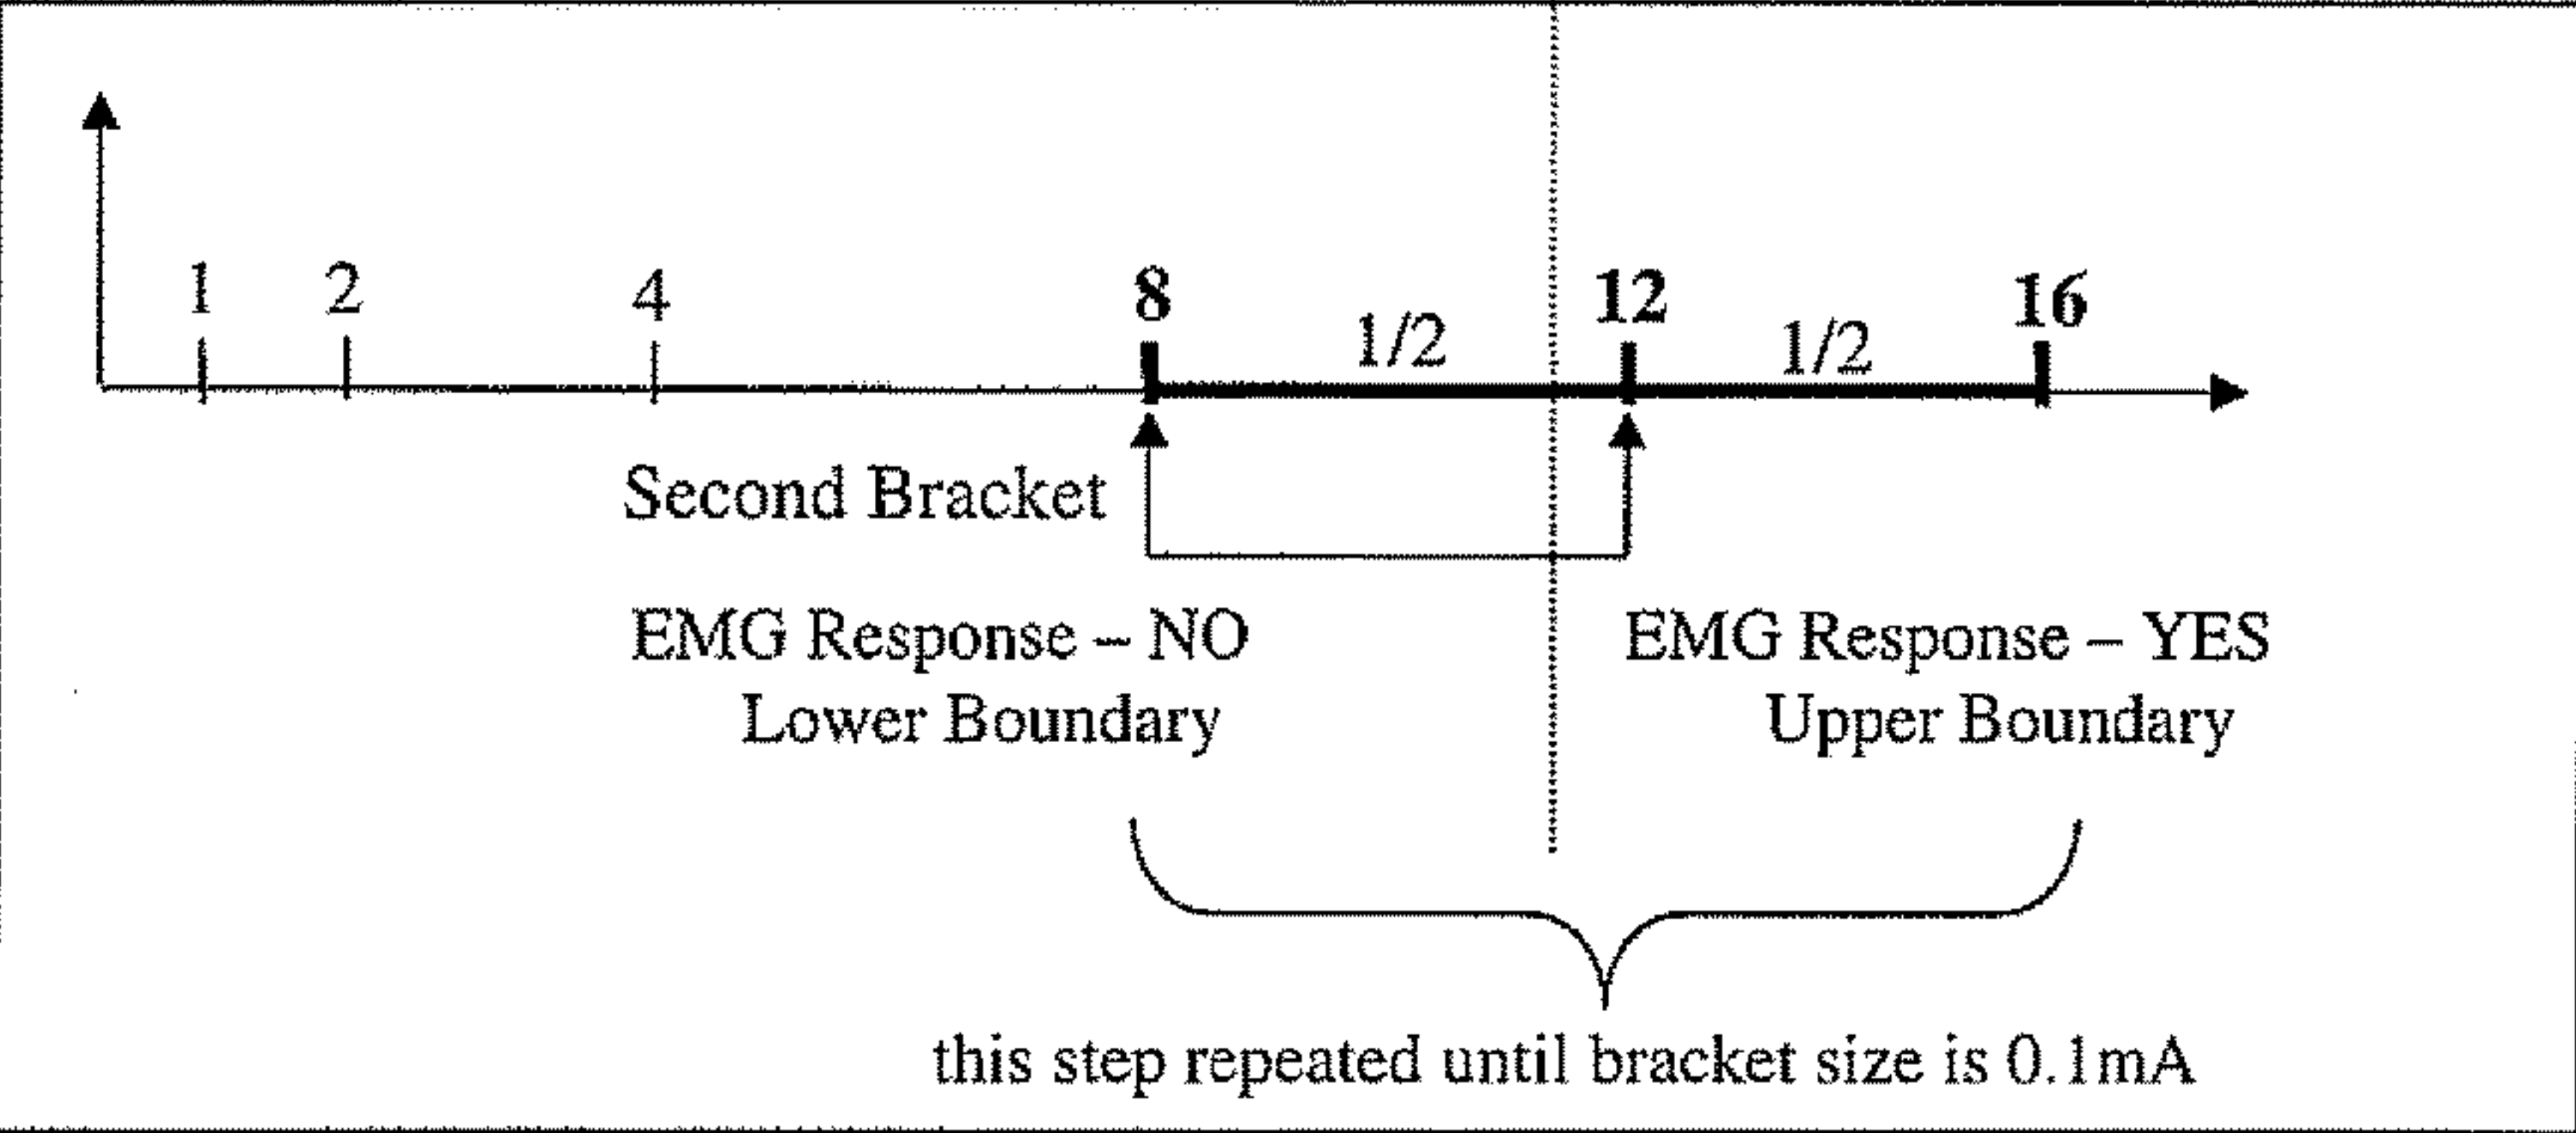 1 2 4 8 12 16
1/2 1/2
Second Bracket
EMG Response – NO
Lower Boundary
EMG Response – YES
Upper Boundary
this step repeated until bracket size is 0.1mA